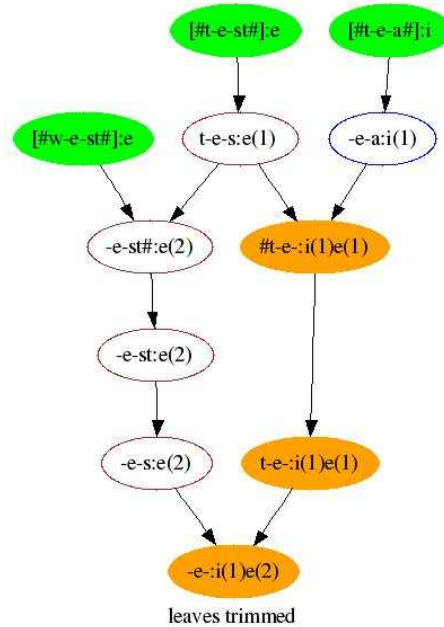 [#t-e-st#]:e [#t-e-a#]:i
[#w-e-st#]:e t-e-s:e(1) -e-a:i(1)
-e-st#:e(2) #t-e-:i(1)e(1)
-e-st:e(2)
-e-s:e(2) t-e-:i(1)e(1)
-e-:i(1)e(2)
leaves trimmed